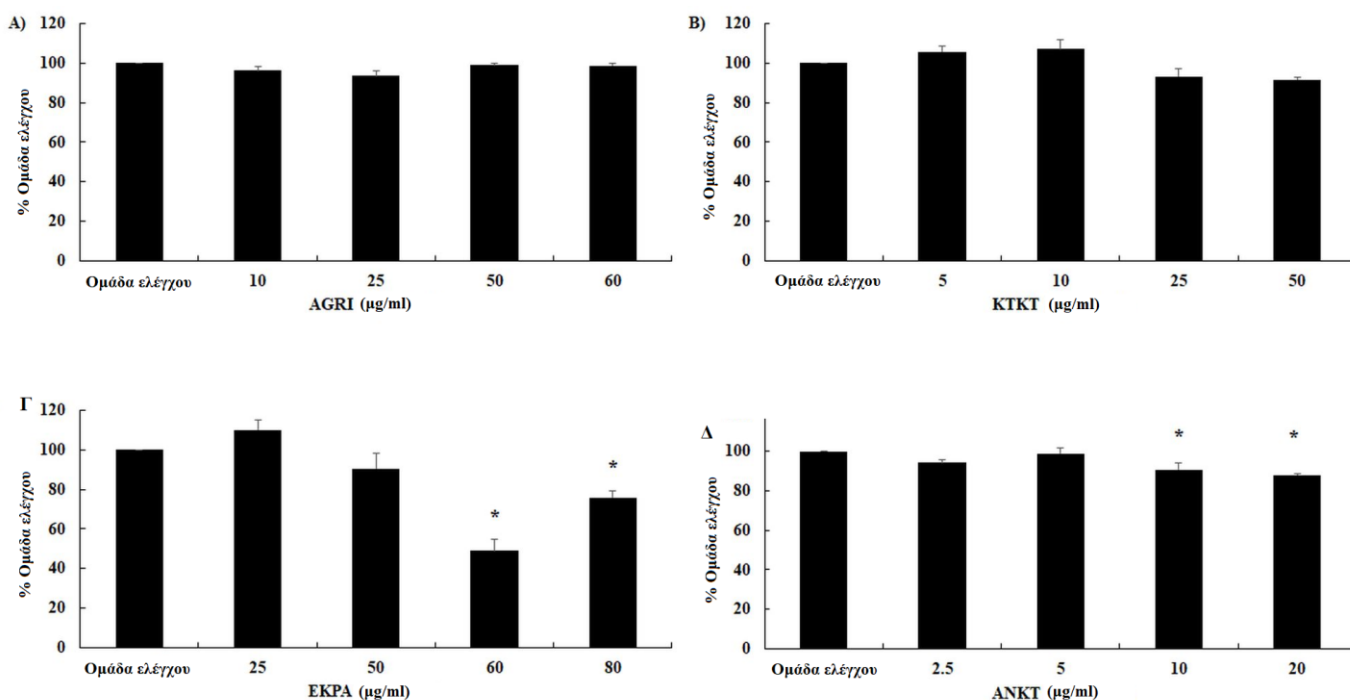 A)
% Ομάδα ελέγχου
120
100
80
60
40
20
0
Ομάδα ελέγχου 10 25 50 60
AGRI (μg/ml)
B)
% Ομάδα ελέγχου
120
100
80
60
40
20
0
Ομάδα ελέγχου 5 10 25 50
KTKT (μg/ml)
Γ
% Ομάδα ελέγχου
120
100
80
60
40
20
0
* *
Ομάδα ελέγχου 25 50 60 80
EKPA (μg/ml)
Δ
% Ομάδα ελέγχου
100
80
60
40
20
0
* *
Ομάδα ελέγχου 2.5 5 10 20
ANKT (μg/ml)